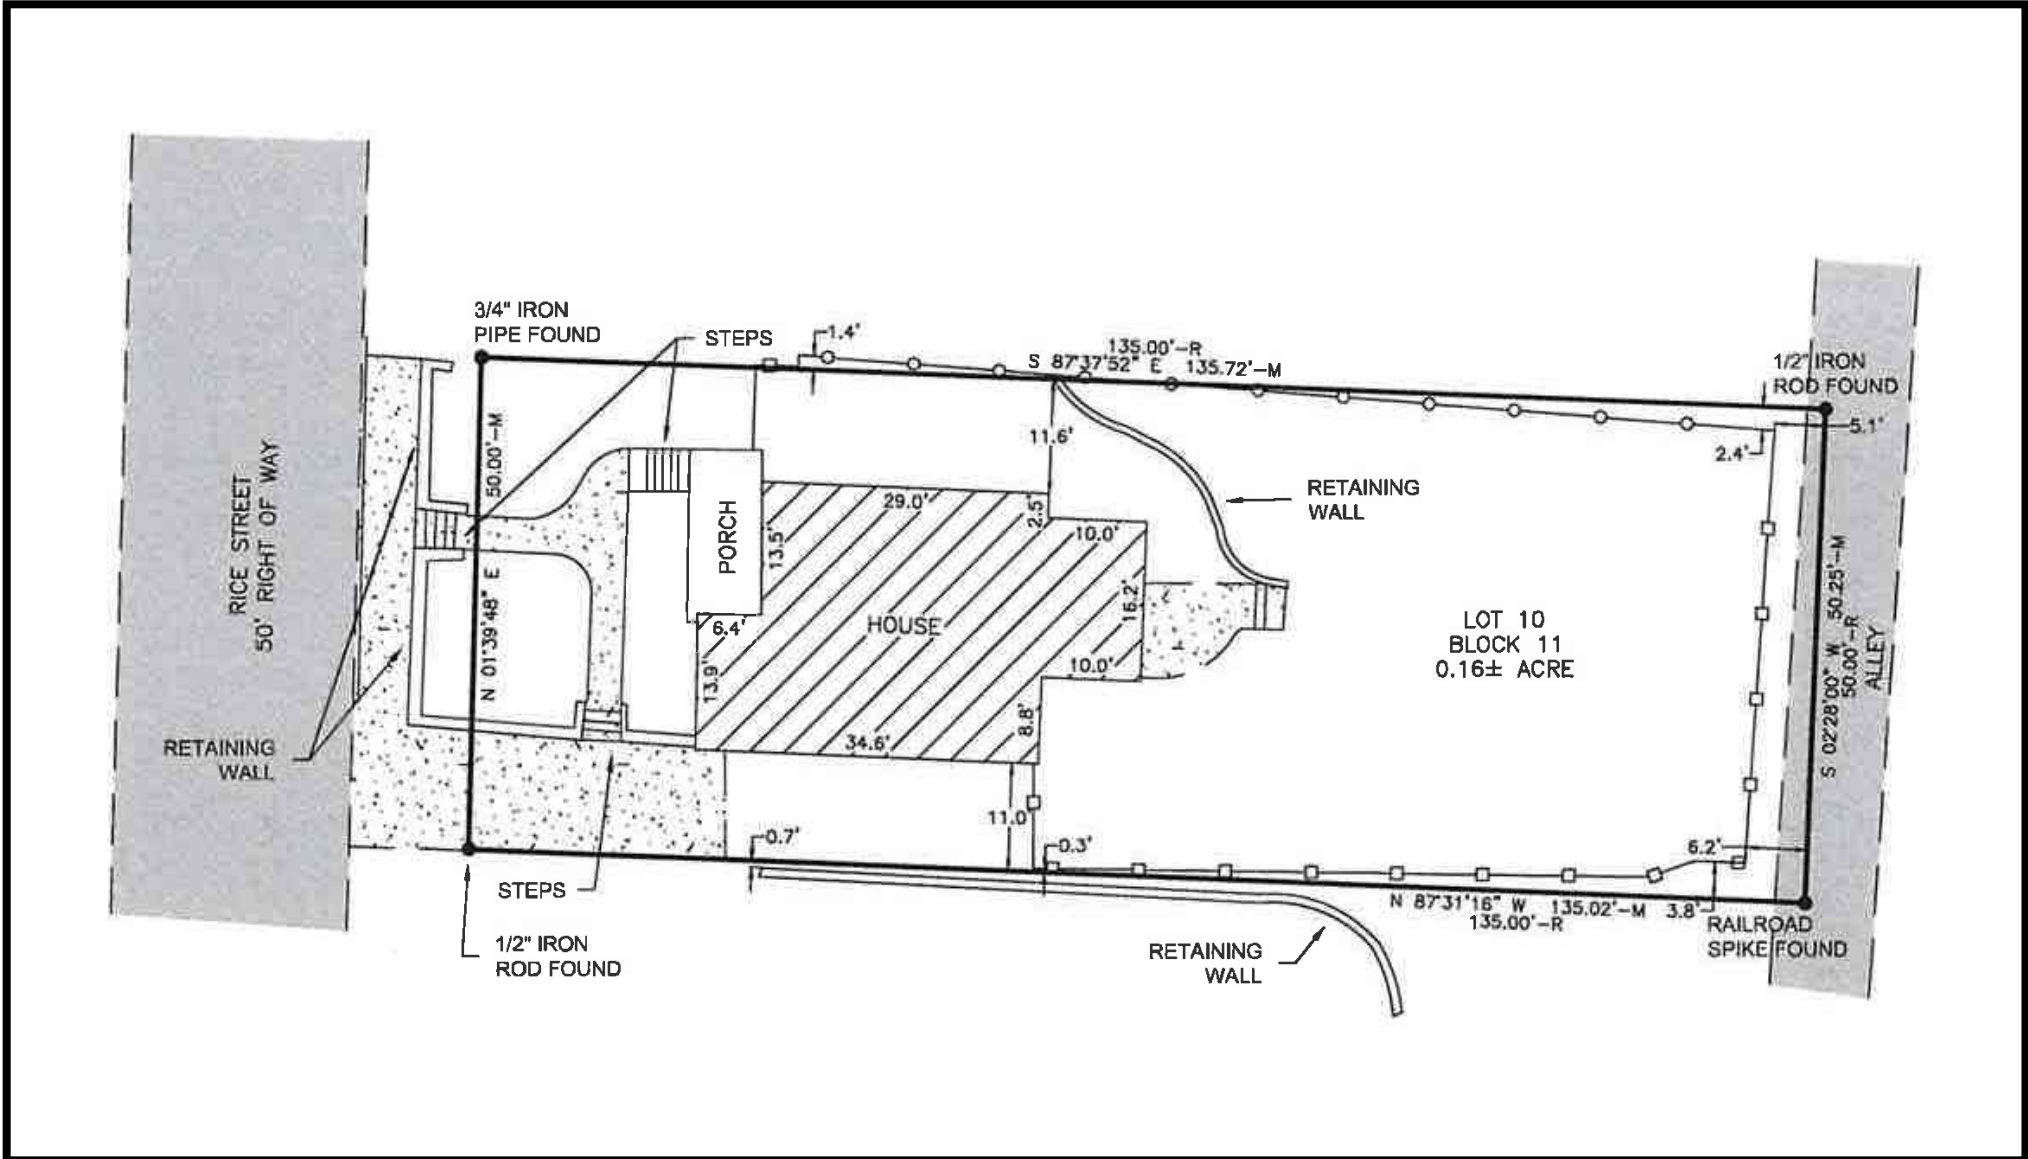 3/4" IRON
PIPE FOUND
STEPS
1.4'
135.00'-R
S 87°37'52" E 135.72'-M
1/2" IRON
ROD FOUND
5.1'
2.4'
11.6'
RETAINING
WALL
RICE STREET
50' RIGHT OF WAY
N 01°39'48" E 50.00'-M
PORCH
13.5'
29.0'
2.5'
10.0'
16.2'
HOUSE
6.4'
13.9'
10.0'
8.8'
34.6'
LOT 10
BLOCK 11
0.16± ACRE
S 02°28'00" W 50.25'-M
50.00'-R
ALLEY
RETAINING
WALL
11.0'
0.7'
0.3'
6.2'
STEPS
N 87°31'16" W 135.02'-M
135.00'-R
3.8'
RAILROAD
SPIKE FOUND
1/2" IRON
ROD FOUND
RETAINING
WALL